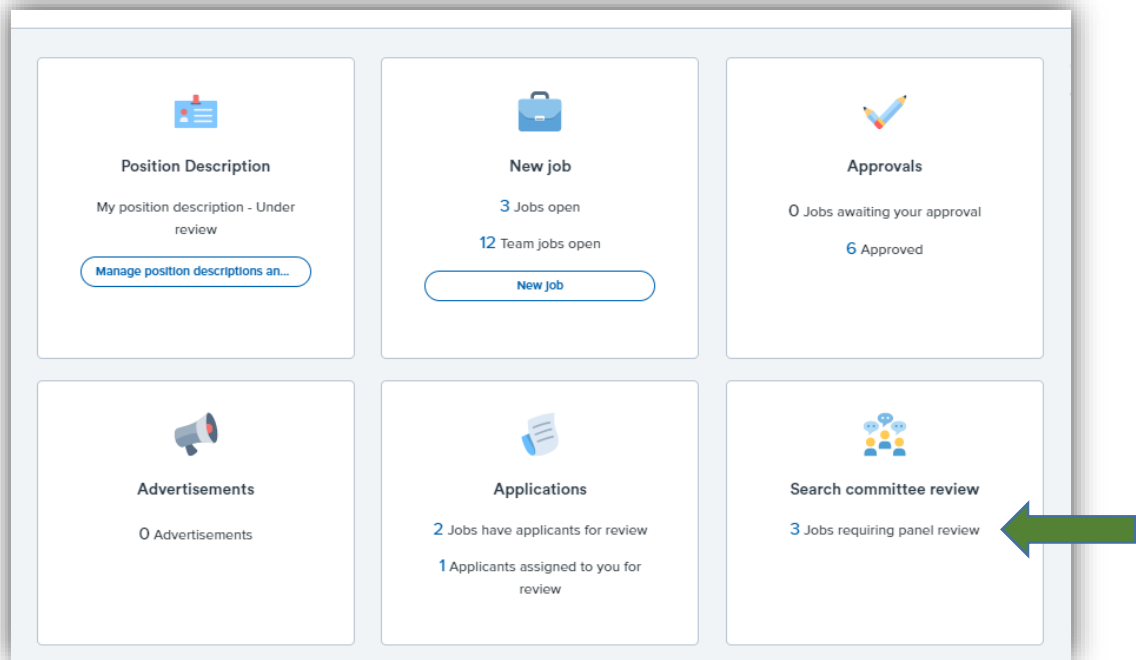 Position Description
My position description - Under
review
Manage position descriptions an...
New job
3 Jobs open
12 Team jobs open
New job
Approvals
0 Jobs awaiting your approval
6 Approved
Advertisements
0 Advertisements
Applications
2 Jobs have applicants for review
1 Applicants assigned to you for
review
Search committee review
3 Jobs requiring panel review